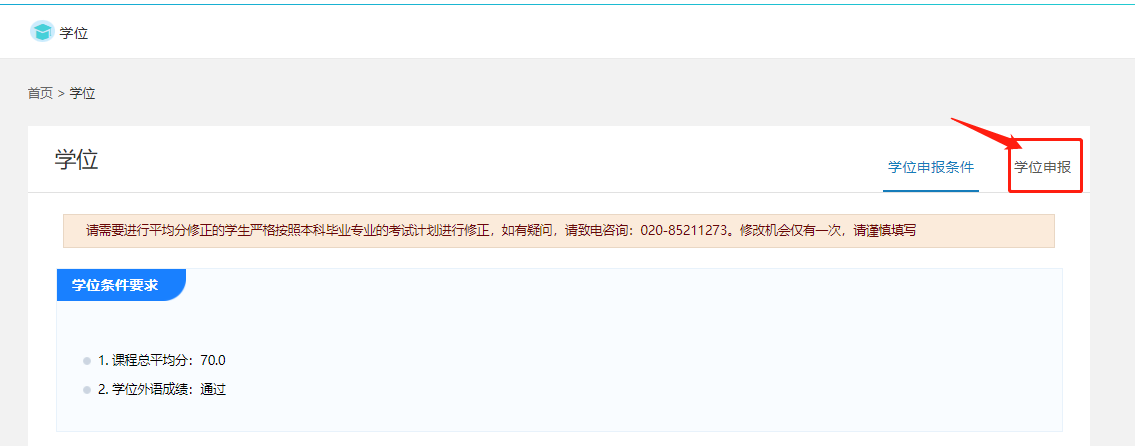 学位
首页 > 学位
学位
学位申报条件
学位申报
请需要进行平均分修正的学生严格按照本科毕业专业的考试计划进行修正，如有疑问，请致电咨询：020-85211273。修改机会仅有一次，请谨慎填写
学位条件要求
1. 课程总平均分：70.0
2. 学位外语成绩：通过